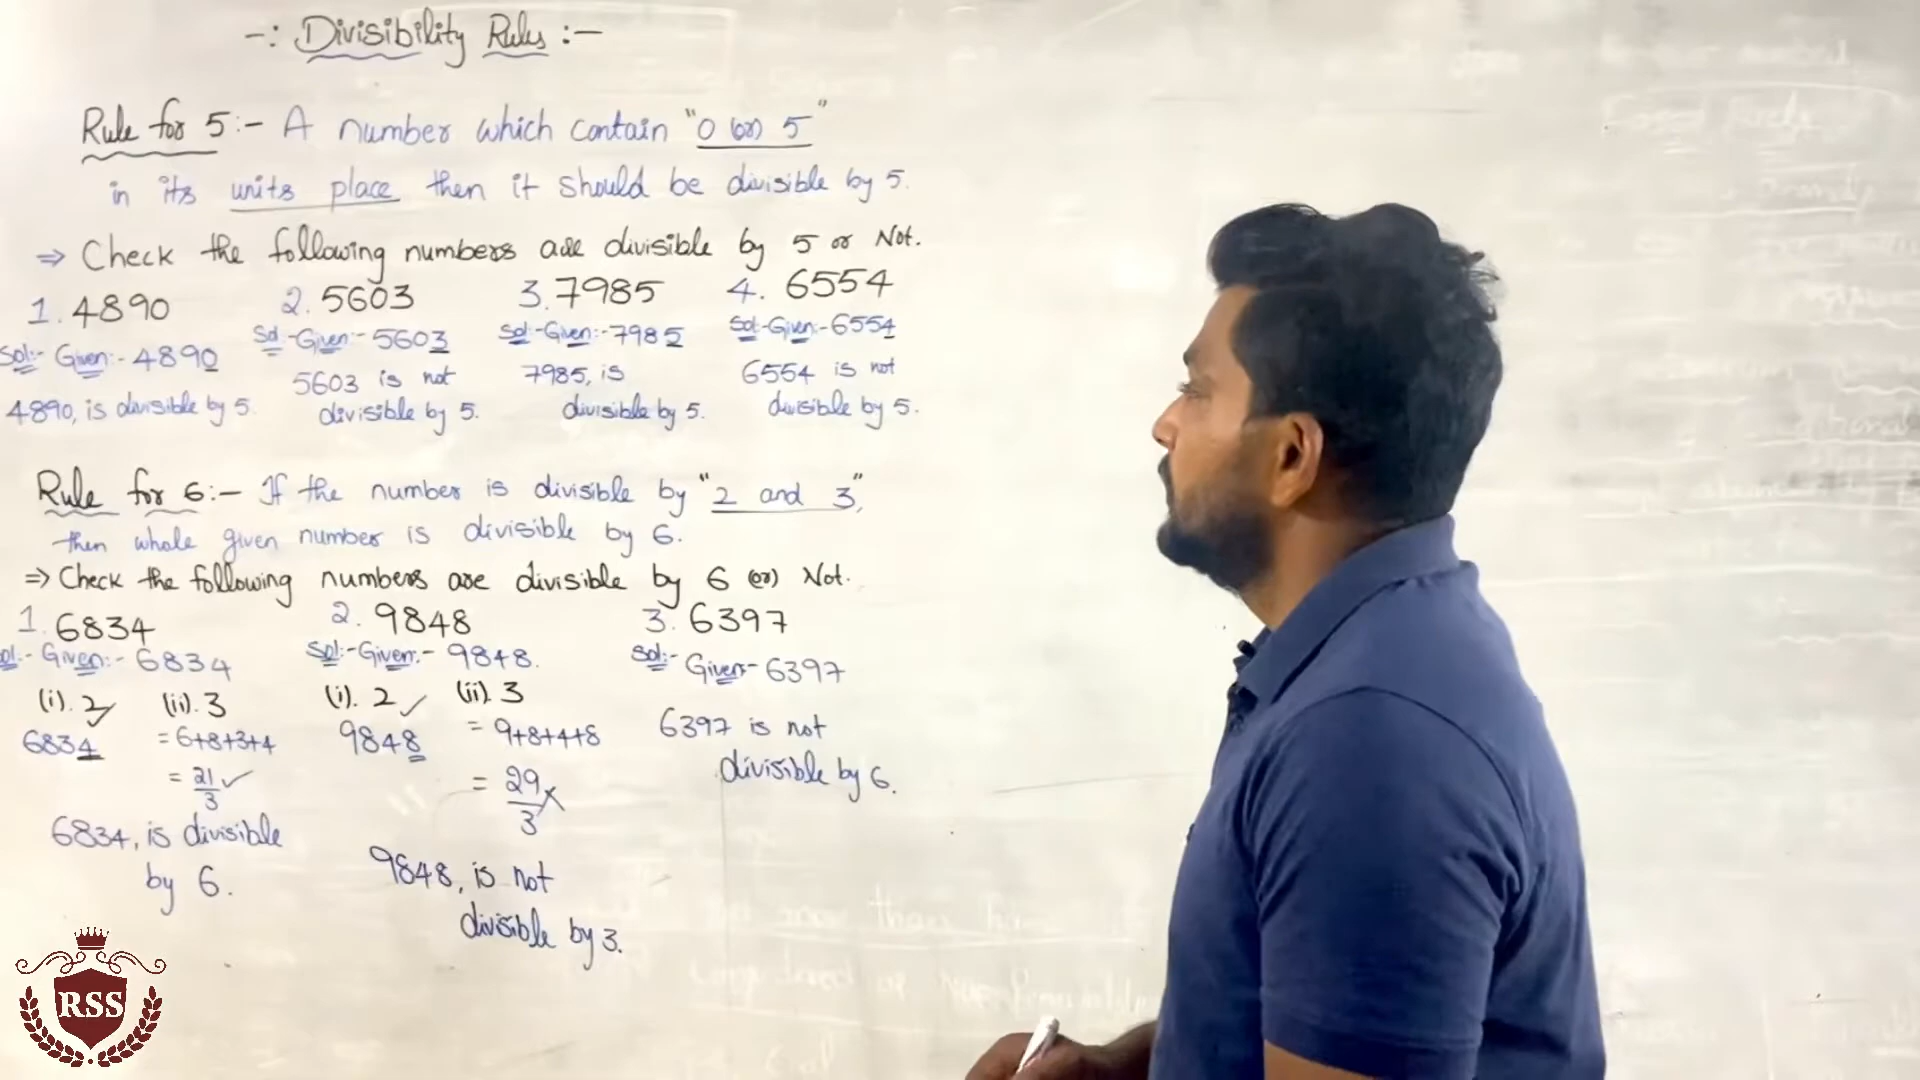 -: Divisibility Rules :-
Rule for 5:- A number which contain "0 (or) 5"
in its units place then it should be divisible by 5.
⇒ Check the following numbers are divisible by 5 or Not.
1. 4890
Sol:- Given:- 4890
4890, is divisible by 5.
2. 5603
Sol:-Given:- 5603
5603 is not
divisible by 5.
3. 7985
Sol:-Given:-7985
7985, is
divisible by 5.
4. 6554
Sol:-Given:-6554
6554 is not
divisible by 5.
Rule for 6:- If the number is divisible by "2 and 3",
then whole given number is divisible by 6.
⇒ Check the following numbers are divisible by 6 (or) Not.
1. 6834
Sol:- Given:- 6834
(i). 2✓ (ii). 3
6834 = 6+8+3+4
= 21/3 ✓
6834, is divisible
by 6.
2. 9848
Sol:-Given:- 9848.
(i). 2 ✓ (ii). 3
9848 = 9+8+4+8
= 29/3 ×
9848, is not
divisible by 3.
3. 6397
Sol:- Given:- 6397
6397 is not
divisible by 6.
RSS